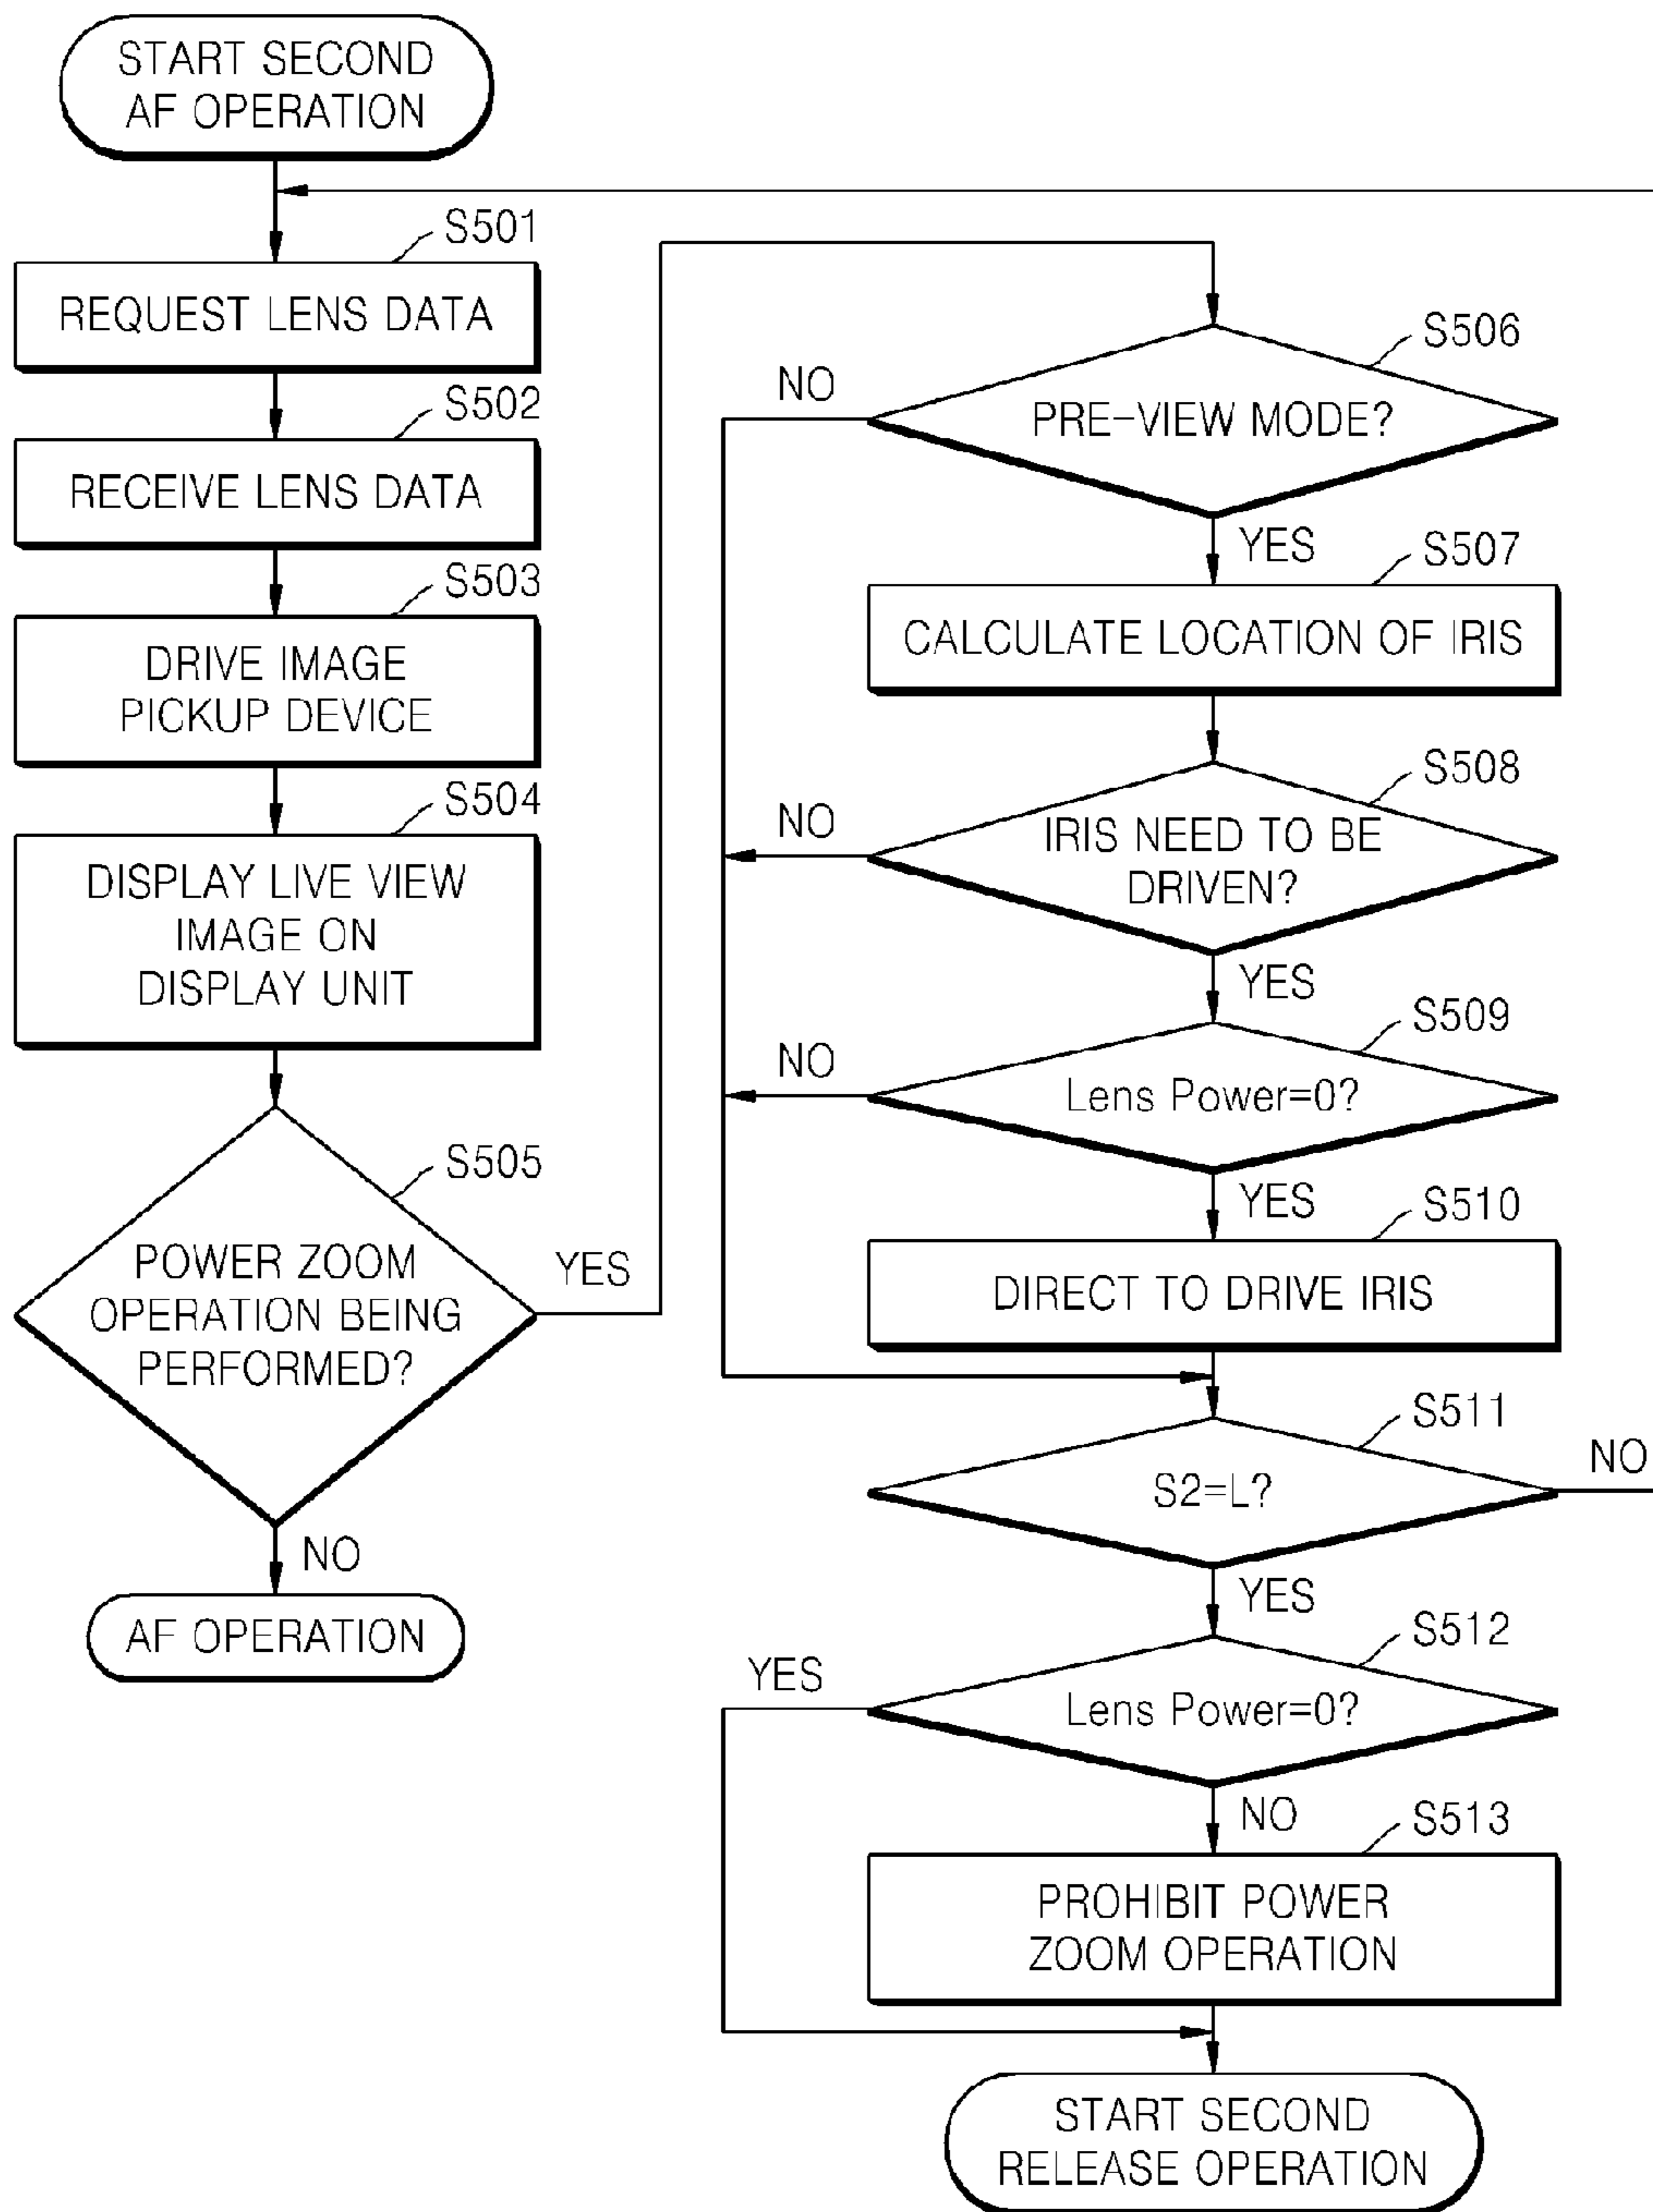 START SECOND
AF OPERATION
S501
REQUEST LENS DATA
S502
RECEIVE LENS DATA
S503
DRIVE IMAGE
PICKUP DEVICE
S504
DISPLAY LIVE VIEW
IMAGE ON
DISPLAY UNIT
S505
POWER ZOOM
OPERATION BEING
PERFORMED?
YES
NO
AF OPERATION
S506
NO
PRE-VIEW MODE?
YES
S507
CALCULATE LOCATION OF IRIS
S508
NO
IRIS NEED TO BE
DRIVEN?
YES
S509
NO
Lens Power=0?
YES
S510
DIRECT TO DRIVE IRIS
S511
NO
S2=L?
YES
S512
YES
Lens Power=0?
NO
S513
PROHIBIT POWER
ZOOM OPERATION
START SECOND
RELEASE OPERATION